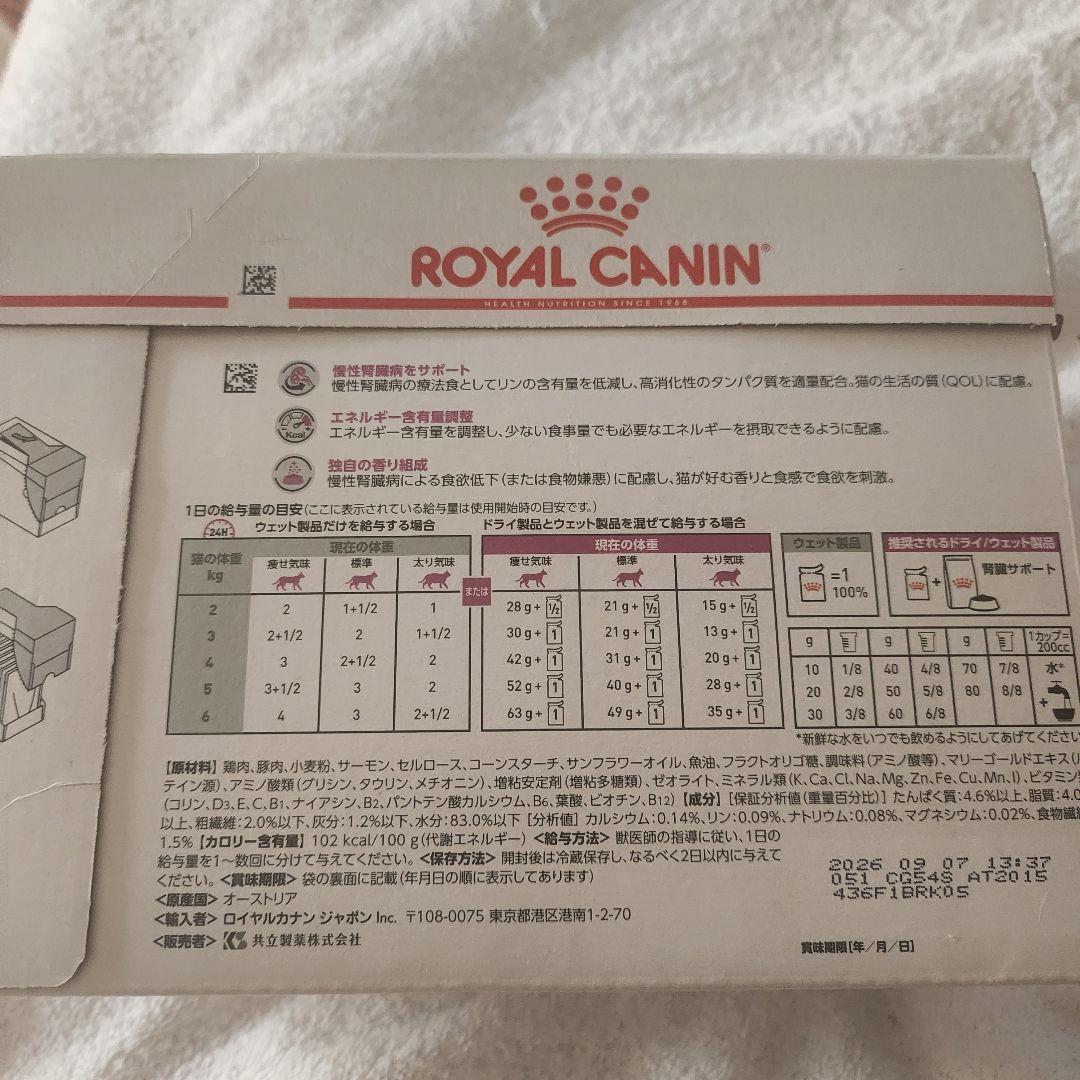 ROYAL CANIN®
HEALTH NUTRITION SINCE 1968
慢性腎臓病をサポート
慢性腎臓病の療法食としてリンの含有量を低減し、高消化性のタンパク質を適量配合。猫の生活の質(QOL)に配慮。
Kcal
エネルギー含有量調整
エネルギー含有量を調整し、少ない食事量でも必要なエネルギーを摂取できるように配慮。
独自の香り組成
慢性腎臓病による食欲低下(または食物嫌悪)に配慮し、猫が好む香りと食感で食欲を刺激。
1日の給与量の目安(ここに表示されている給与量は使用開始時の目安です。)
24H ウェット製品だけを給与する場合 ドライ製品とウェット製品を混ぜて給与する場合
猫の体重 kg 現在の体重 現在の体重
痩せ気味 標準 太り気味 または 痩せ気味 標準 太り気味
2 2 1+1/2 1 28g+ 1/2 21g+ 1/2 15g+ 1/2
3 2+1/2 2 1+1/2 30g+ 1 21g+ 1 13g+ 1
4 3 2+1/2 2 42g+ 1 31g+ 1 20g+ 1
5 3+1/2 3 2 52g+ 1 40g+ 1 28g+ 1
6 4 3 2+1/2 63g+ 1 49g+ 1 35g+ 1
ウェット製品 推奨されるドライ/ウェット製品
=1 100% + 腎臓サポート
g g g 1カップ=200cc
10 1/8 40 4/8 70 7/8 水*
20 2/8 50 5/8 80 8/8 +
30 3/8 60 6/8
*新鮮な水をいつでも飲めるようにしてあげてください
【原材料】鶏肉、豚肉、小麦粉、サーモン、セルロース、コーンスターチ、サンフラワーオイル、魚油、フラクトオリゴ糖、調味料(アミノ酸等)、マリーゴールドエキス(
テイン源)、アミノ酸類(グリシン、タウリン、メチオニン)、増粘安定剤(増粘多糖類)、ゼオライト、ミネラル類(K、Ca、Cl、Na、Mg、Zn、Fe、Cu、Mn、I)、ビタミン
(コリン、D3、E、C、B1、ナイアシン、B2、パントテン酸カルシウム、B6、葉酸、ビオチン、B12)【成分】[保証分析値(重量百分比)]たんぱく質:4.6%以上、脂質:4.0
以上、粗繊維:2.0%以下、灰分:1.2%以下、水分:83.0%以下 [分析値] カルシウム:0.14%、リン:0.09%、ナトリウム:0.08%、マグネシウム:0.02%、食物繊
1.5%【カロリー含有量】102 kcal/100 g(代謝エネルギー)<給与方法> 獣医師の指導に従い、1日の
給与量を1〜数回に分けて与えてください。<保存方法> 開封後は冷蔵保存し、なるべく2日以内に与えて
ください。<賞味期限> 袋の裏面に記載(年月日の順に表示してあります)
<原産国> オーストリア
<輸入者> ロイヤルカナン ジャポン Inc. 〒108-0075 東京都港区港南1-2-70
<販売者> KS 共立製薬株式会社
2026 09 07 13:37
051 CG54S AT2015
436F1BRK05
賞味期限[年/月/日]